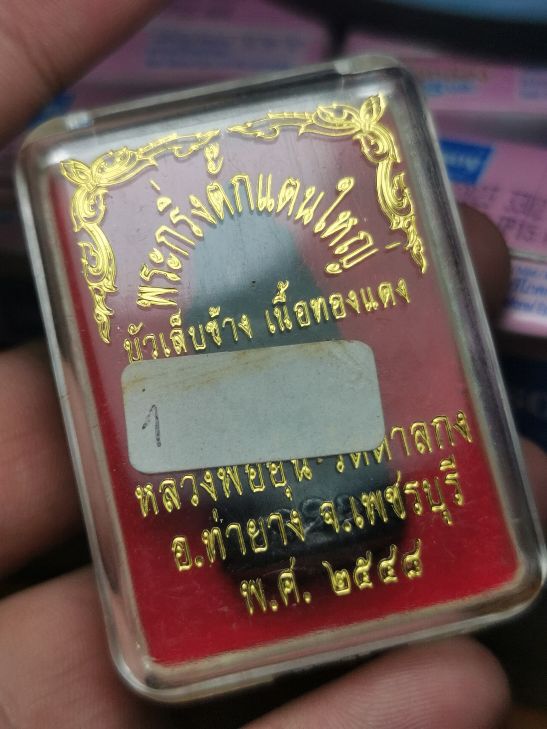 พระกริ่งตั๊กแตนใหญ่
บัวเล็บช้าง เนื้อทองแดง
1
หลวงพ่ออุ้น วัดตาลกง
อ.ท่ายาง จ.เพชรบุรี
พ.ศ. ๒๕๔๘